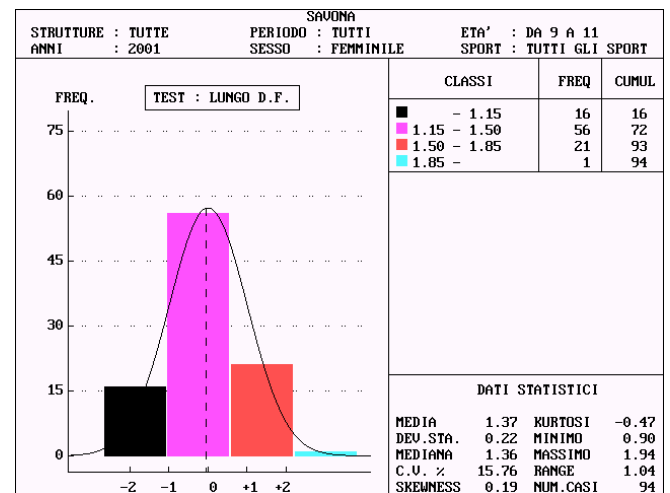 SAVONA
STRUTTURE : TUTTE PERIODO : TUTTI ETA' : DA 9 A 11
ANNI : 2001 SESSO : FEMMINILE SPORT : TUTTI GLI SPORT
CLASSI FREQ CUMUL
- 1.15 16 16
1.15 - 1.50 56 72
1.50 - 1.85 21 93
1.85 - 1 94
FREQ. TEST : LUNGO D.F.
75
60
45
30
15
0
-2 -1 0 +1 +2
DATI STATISTICI
MEDIA 1.37 KURTOSI -0.47
DEV.STA. 0.22 MINIMO 0.90
MEDIANA 1.36 MASSIMO 1.94
C.V. % 15.76 RANGE 1.04
SKEWNESS 0.19 NUM.CASI 94